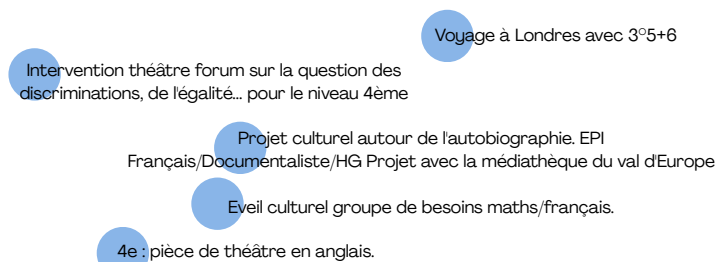 Voyage à Londres avec 3°5+6
Intervention théâtre forum sur la question des
discriminations, de l'égalité... pour le niveau 4ème
Projet culturel autour de l'autobiographie. EPI
Français/Documentaliste/HG Projet avec la médiathèque du val d'Europe
Eveil culturel groupe de besoins maths/français.
4e : pièce de théâtre en anglais.